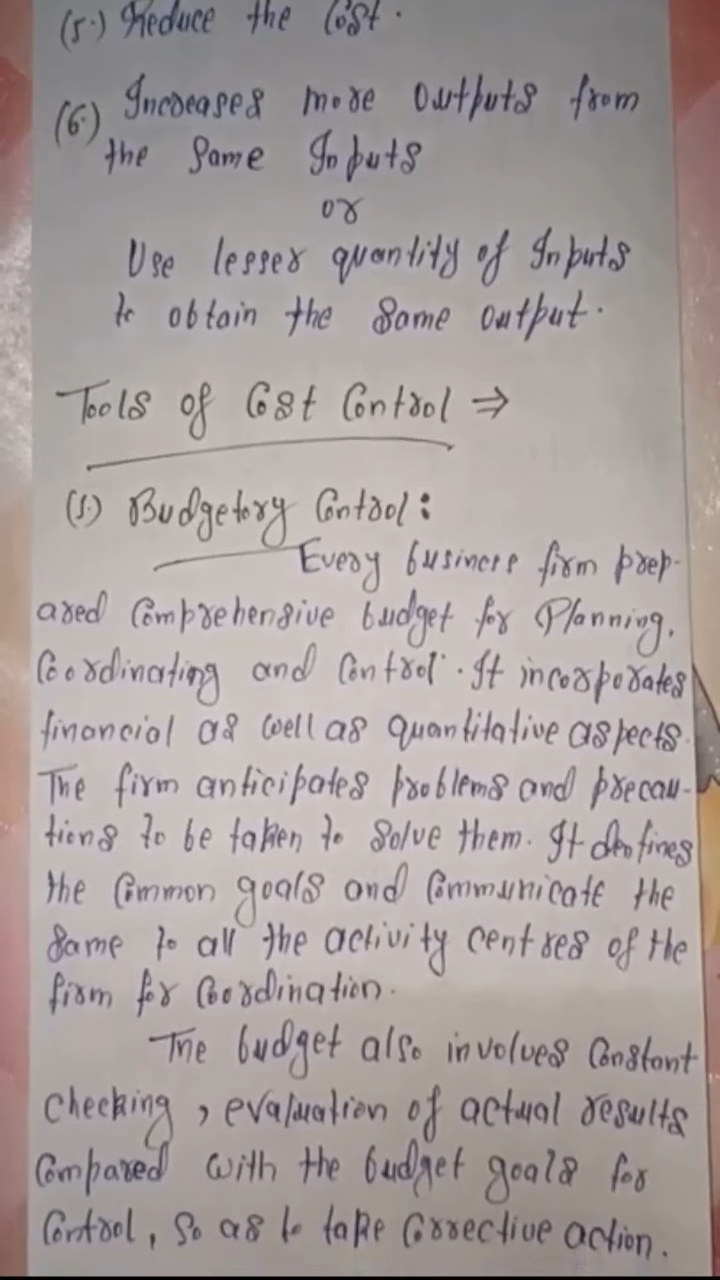 (5.) Reduce the Cost.
(6.) Increases more outputs from
the Same Inputs
or
Use lesser quantity of Inputs
to obtain the Same output.
Tools of Cost Control ⇒
(1.) Budgetory Control:
Every business firm prep-
ared Comprehensive budget for Planning,
Coordinating and Control. It incorporates
financial as well as quantitative aspects.
The firm anticipates problems and precau-
tions to be taken to Solve them. It defines
the Common goals and Communicate the
Same to all the activity centres of the
firm for Coordination.
The budget also involves Constant
Checking, evaluation of actual results
Compared with the budget goals for
Control, So as to take Corrective action.